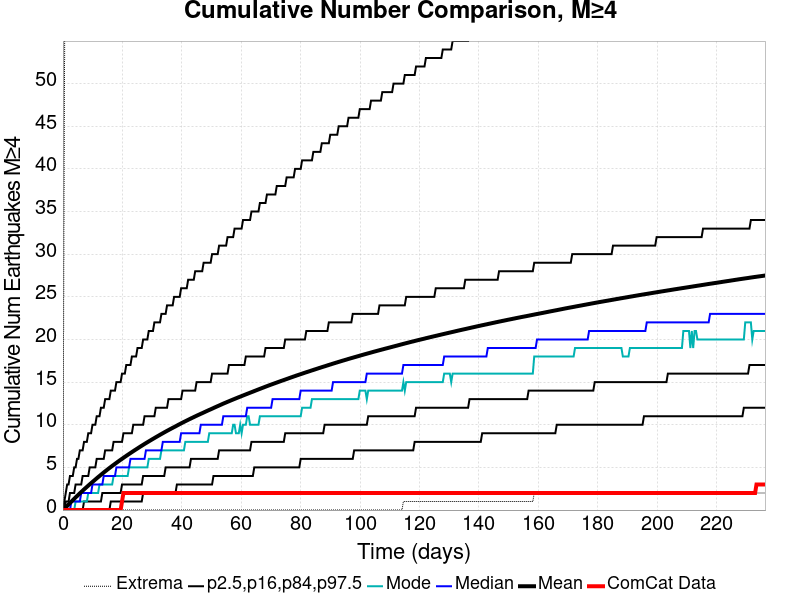 Cumulative Number Comparison, M≥4
Cumulative Num Earthquakes M≥4
50
45
40
35
30
25
20
15
10
5
0
0 20 40 60 80 100 120 140 160 180 200 220
Time (days)
Extrema p2.5,p16,p84,p97.5 Mode Median Mean ComCat Data